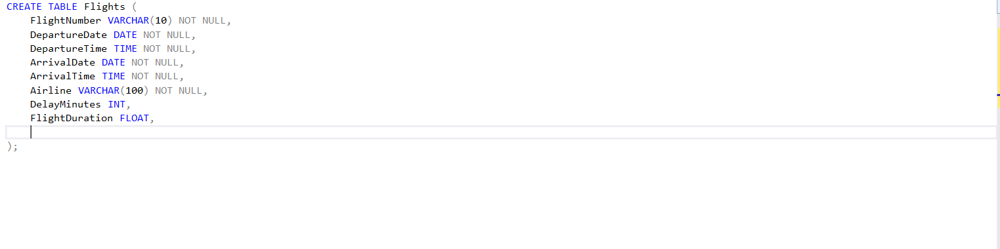 CREATE TABLE Flights (
    FlightNumber VARCHAR(10) NOT NULL,
    DepartureDate DATE NOT NULL,
    DepartureTime TIME NOT NULL,
    ArrivalDate DATE NOT NULL,
    ArrivalTime TIME NOT NULL,
    Airline VARCHAR(100) NOT NULL,
    DelayMinutes INT,
    FlightDuration FLOAT,
);